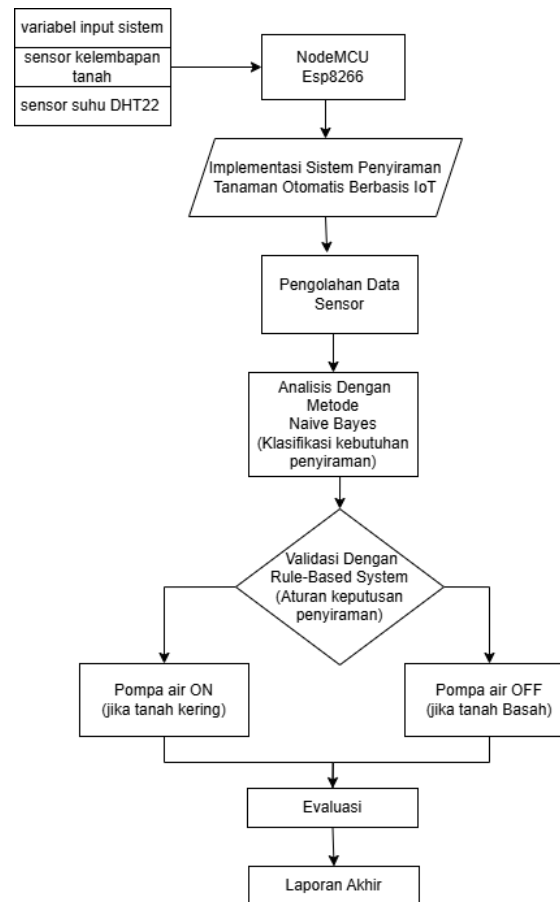 variabel input sistem
sensor kelembapan
tanah
sensor suhu DHT22
NodeMCU
Esp8266
Implementasi Sistem Penyiraman
Tanaman Otomatis Berbasis IoT
Pengolahan Data
Sensor
Analisis Dengan
Metode
Naive Bayes
(Klasifikasi kebutuhan
penyiraman)
Validasi Dengan
Rule-Based System
(Aturan keputusan
penyiraman)
Pompa air ON
(jika tanah kering)
Pompa air OFF
(jika tanah Basah)
Evaluasi
Laporan Akhir